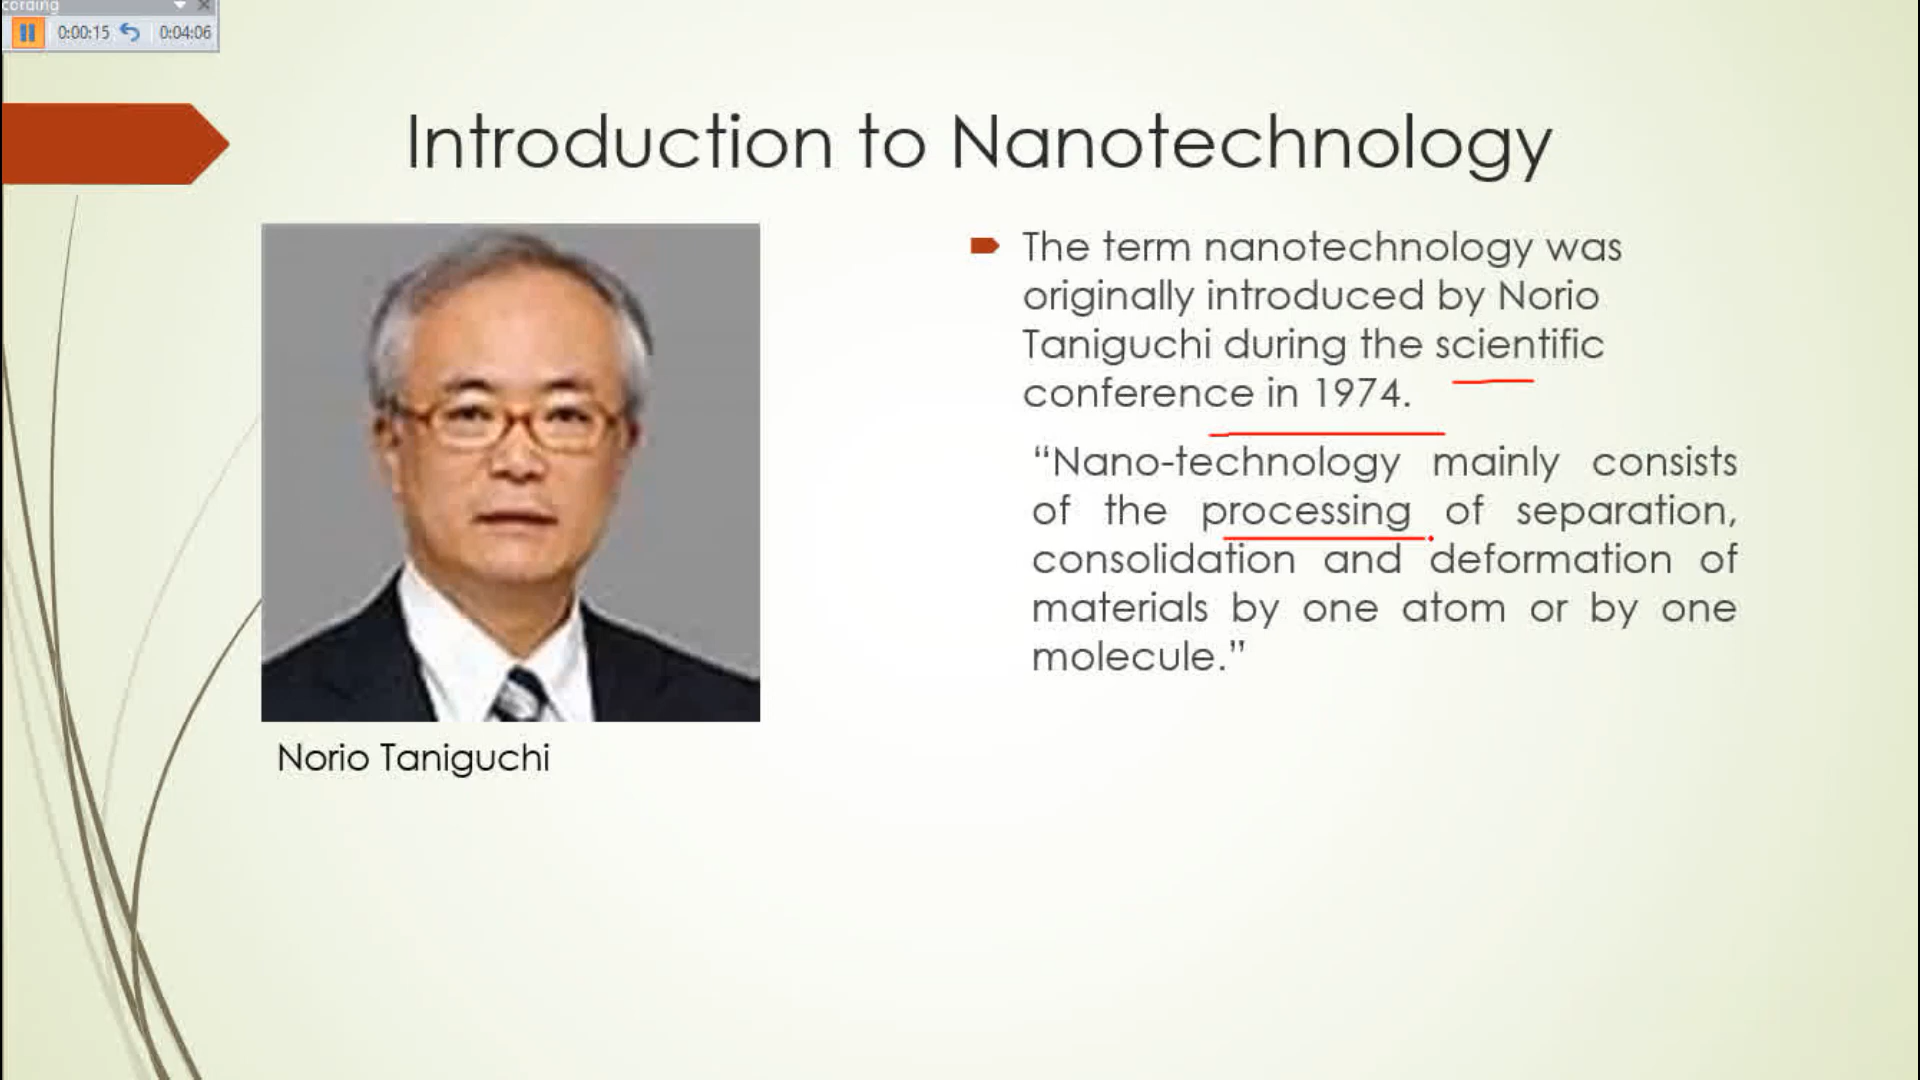 cording
0:00:15 0:04:06
Introduction to Nanotechnology
The term nanotechnology was
originally introduced by Norio
Taniguchi during the scientific
conference in 1974.
“Nano-technology mainly consists
of the processing of separation,
consolidation and deformation of
materials by one atom or by one
molecule.”
Norio Taniguchi